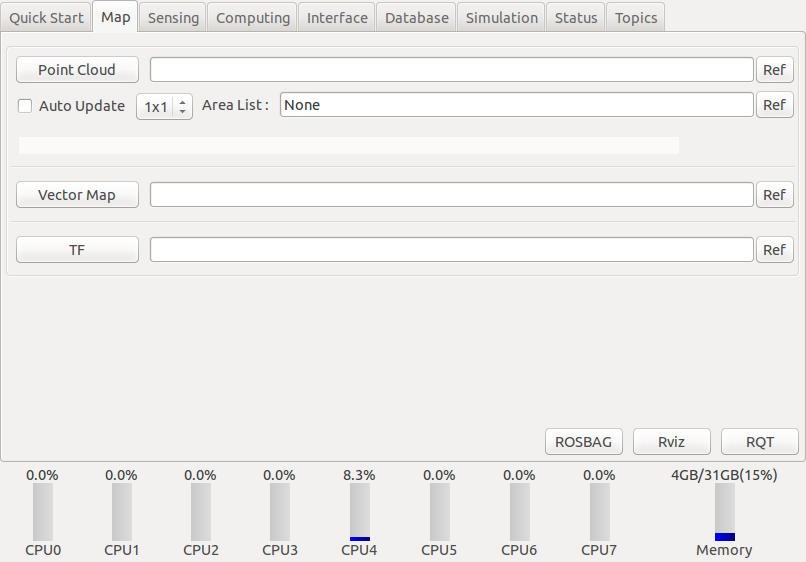 Quick Start Map Sensing Computing Interface Database Simulation Status Topics
Point Cloud Ref
Auto Update 1x1 Area List : None Ref
Vector Map Ref
TF Ref
ROSBAG Rviz RQT
0.0% 0.0% 0.0% 0.0% 8.3% 0.0% 0.0% 0.0% 4GB/31GB(15%)
CPU0 CPU1 CPU2 CPU3 CPU4 CPU5 CPU6 CPU7 Memory